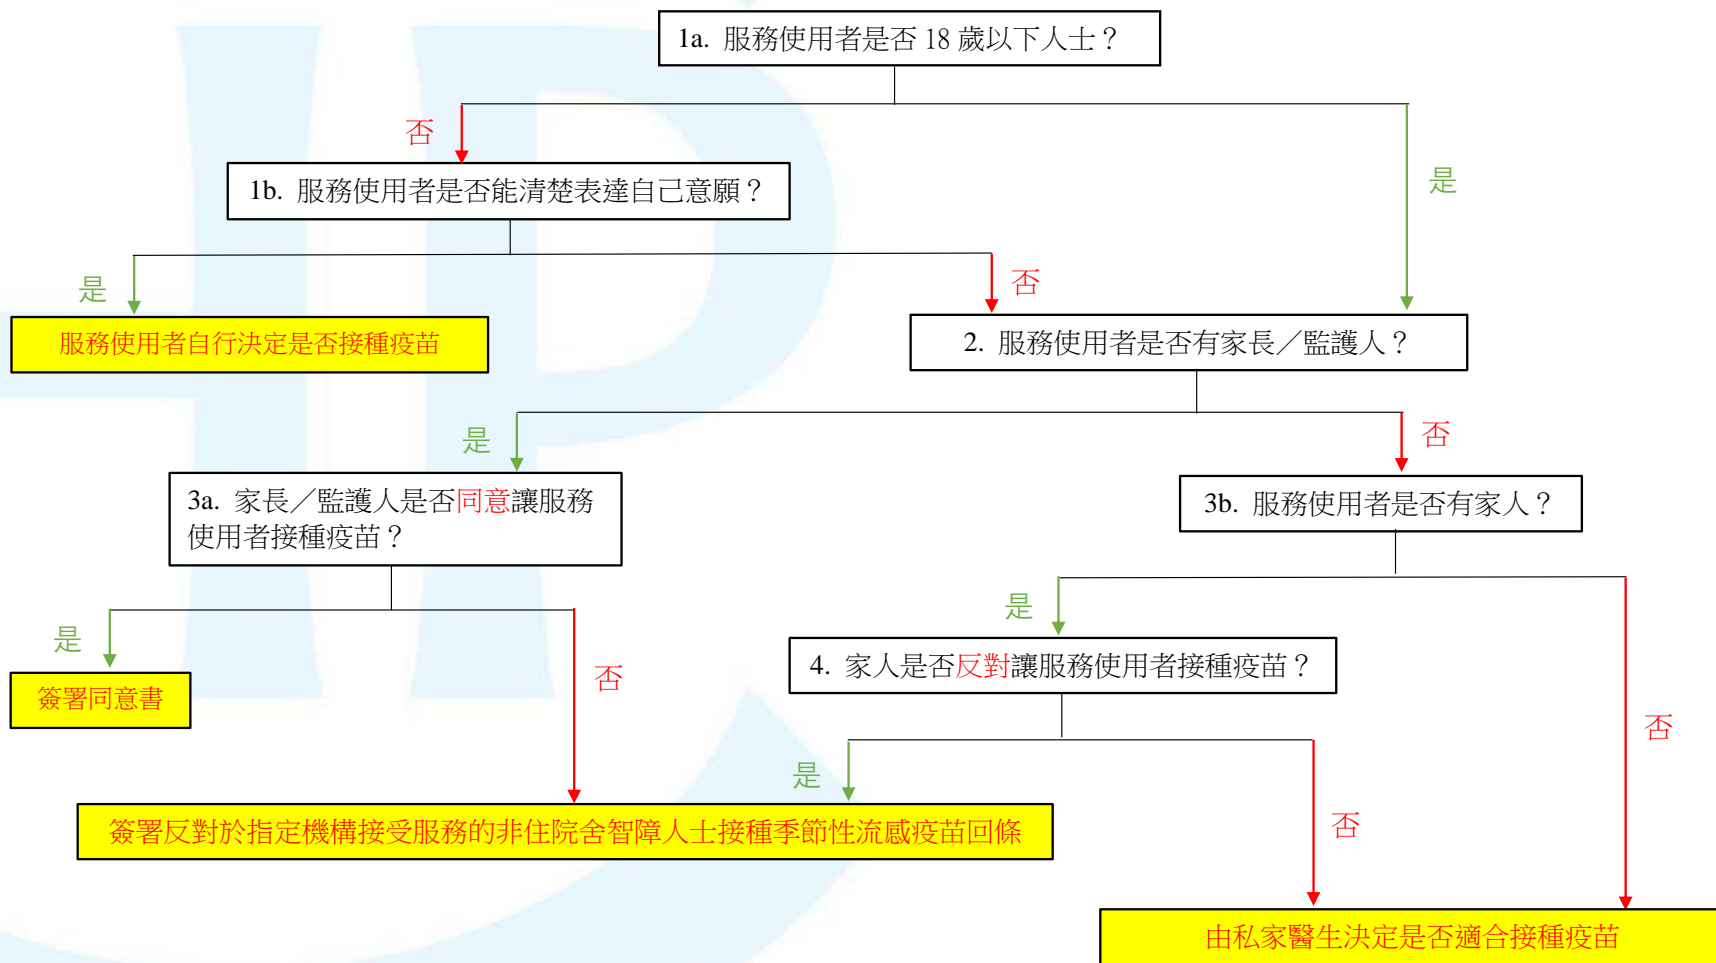 1a. 服務使用者是否 18 歲以下人士？
否
是
1b. 服務使用者是否能清楚表達自己意願？
是
否
服務使用者自行決定是否接種疫苗
2. 服務使用者是否有家長／監護人？
是
否
3a. 家長／監護人是否同意讓服務
使用者接種疫苗？
3b. 服務使用者是否有家人？
是
否
是
否
簽署同意書
4. 家人是否反對讓服務使用者接種疫苗？
是
否
簽署反對於指定機構接受服務的非住院舍智障人士接種季節性流感疫苗回條
由私家醫生決定是否適合接種疫苗